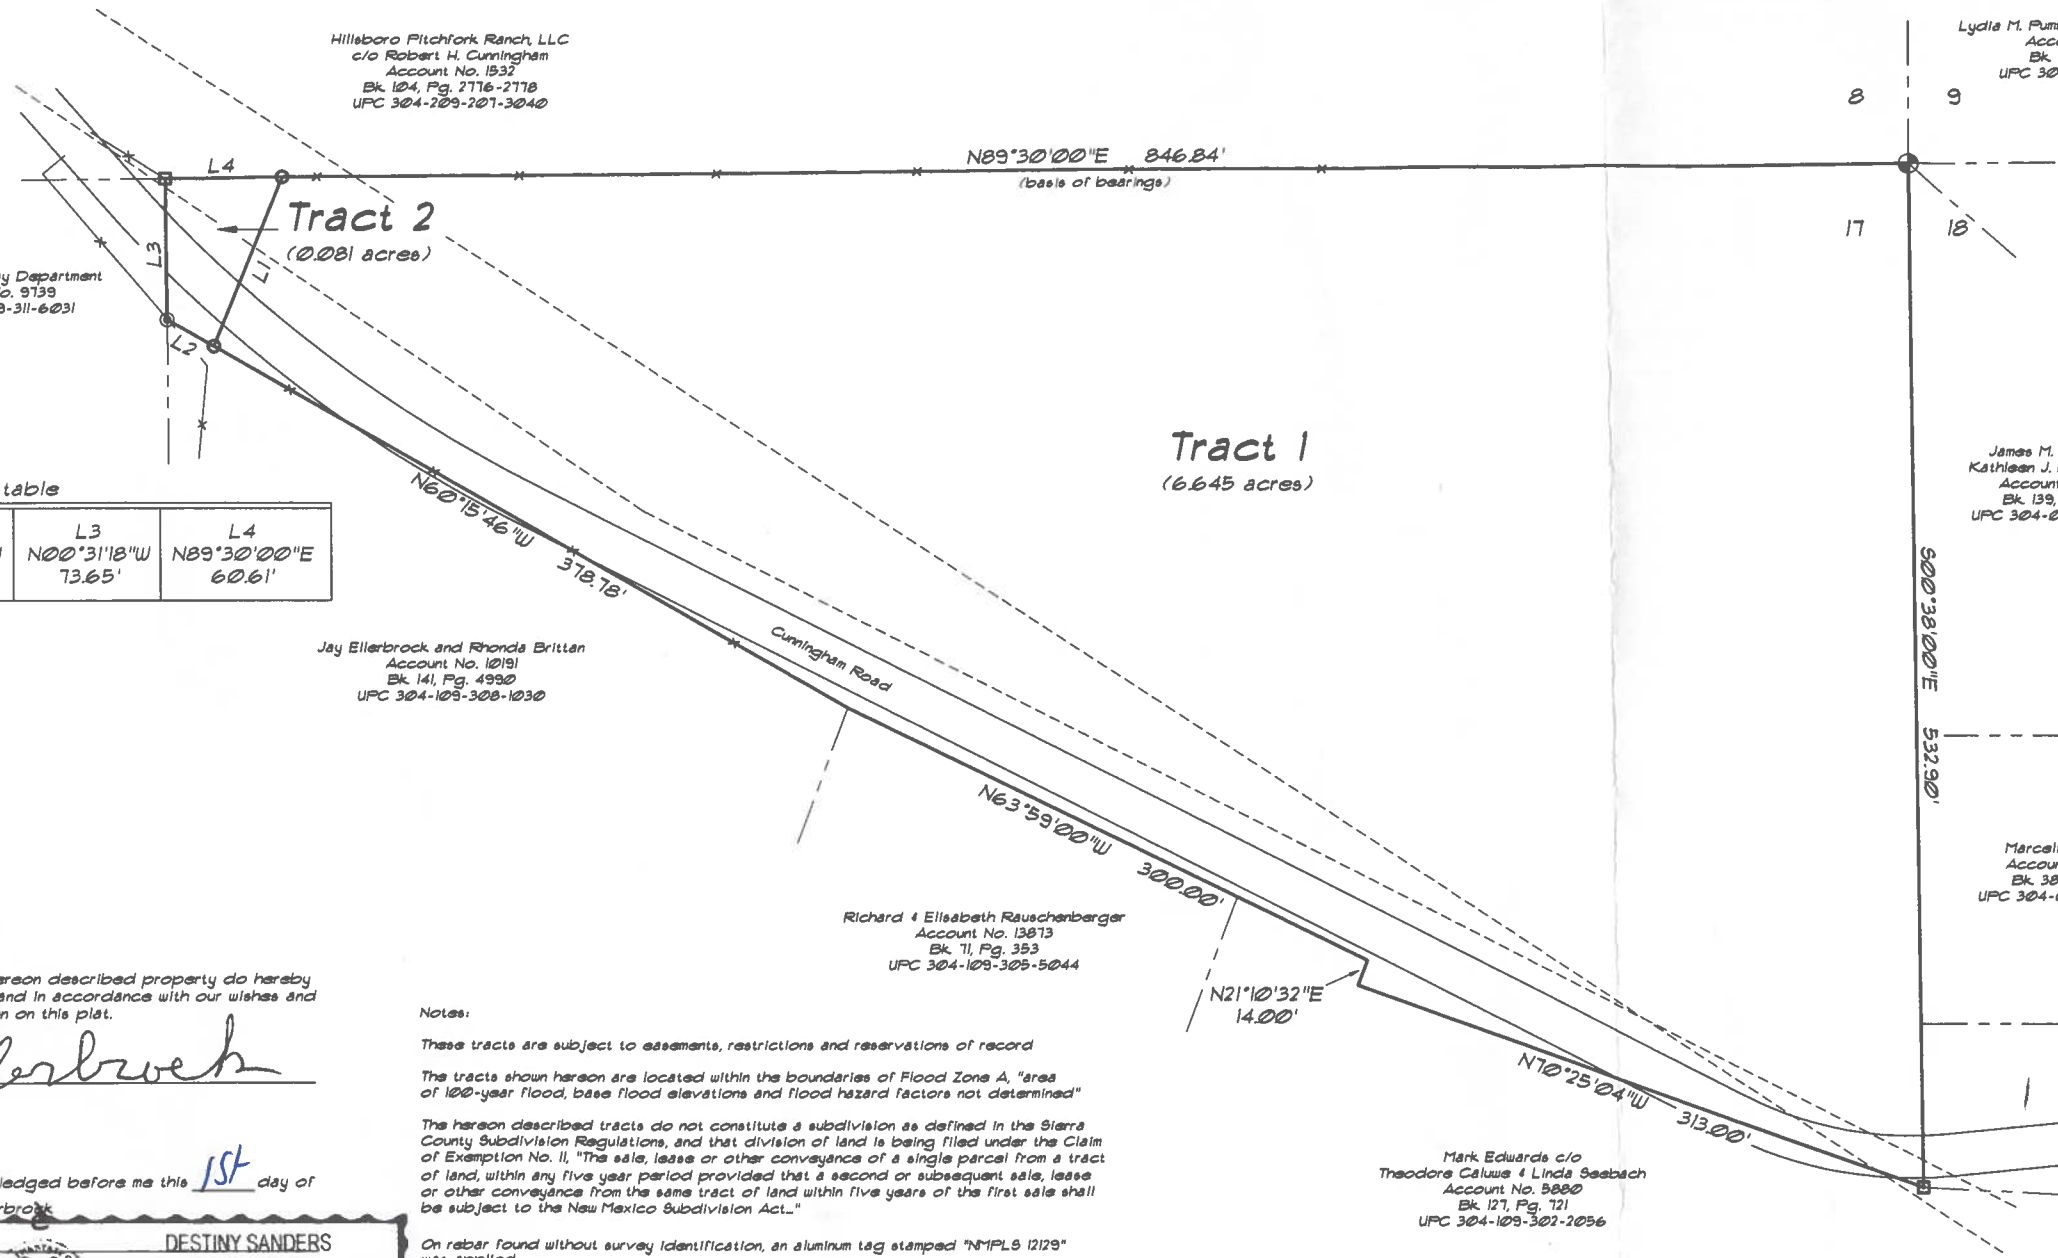 Hillsboro Pitchfork Ranch, LLC
c/o Robert H. Cunningham
Account No. 1532
Bk. 104, Pg. 2776-2778
UPC 304-209-207-3040
Lydia M.
Bk.
8
9
17
18
N89°30'00"E 846.84'
(basis of bearings)
L4
Tract 2
(0.081 acres)
L3
L1
L2
y Department
o. 9739
-311-6031
Tract 1
(6.645 acres)
table
L3
N00°31'18"W
73.65'
L4
N89°30'00"E
60.61'
N60°15'46"W
378.78'
James M.
Kathleen J.
Account
Bk. 139,
S00°38'00"E 532.90'
Jay Ellerbrock and Rhonda Brittan
Account No. 10191
Bk. 141, Pg. 4990
UPC 304-109-308-1030
Cunningham Road
N63°59'00"W 300.00'
Bk. 38
Richard & Elisabeth Rauschenberger
Account No. 13873
Bk. 71, Pg. 353
UPC 304-109-305-5044
N21°10'32"E
14.00'
N70°25'04"W 313.00'
Mark Edwards c/o
Theodore Caluwe & Linda Seebach
Account No. 5880
Bk. 127, Pg. 721
UPC 304-109-302-2056
ereon described property do hereby
and in accordance with our wishes and
n on this plat.
lerbrock
ledged before me this 1st day of
rbrock
DESTINY SANDERS
Notes:
These tracts are subject to easements, restrictions and reservations of record
The tracts shown hereon are located within the boundaries of Flood Zone A, "area
of 100-year flood, base flood elevations and flood hazard factors not determined"
The hereon described tracts do not constitute a subdivision as defined in the Sierra
County Subdivision Regulations, and that division of land is being filed under the Claim
of Exemption No. 11, "The sale, lease or other conveyance of a single parcel from a tract
of land, within any five year period provided that a second or subsequent sale, lease
or other conveyance from the same tract of land within five years of the first sale shall
be subject to the New Mexico Subdivision Act..."
On rebar found without survey identification, an aluminum tag stamped "NMPLS 12129"